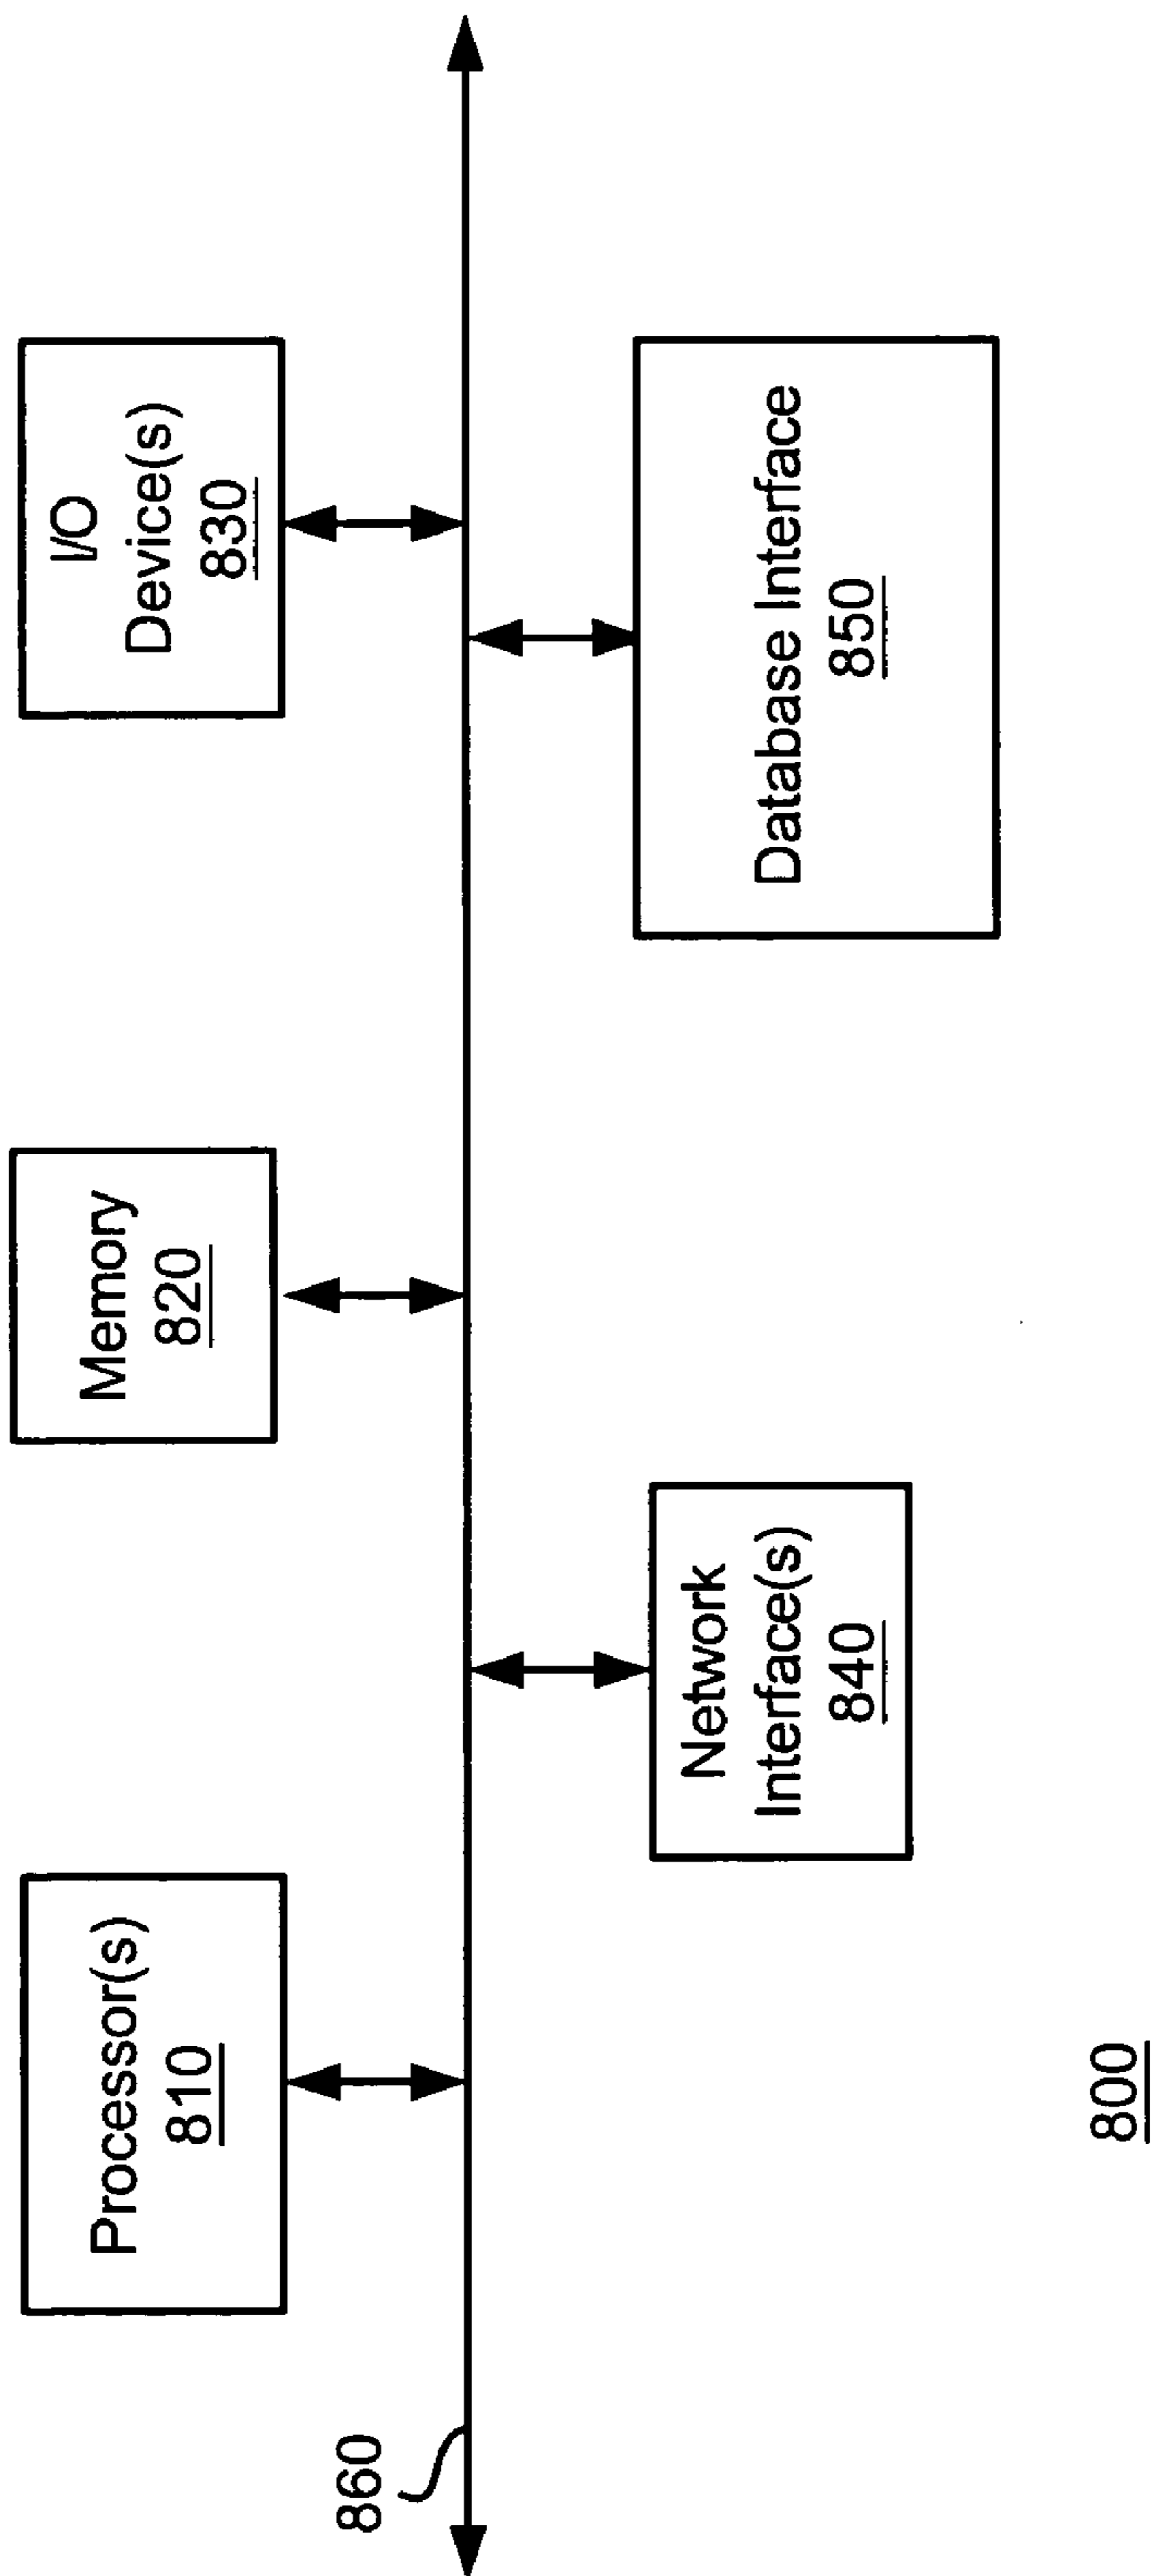 Processor(s)
810
Memory
820
I/O
Device(s)
830
860
Network
Interface(s)
840
Database Interface
850
800